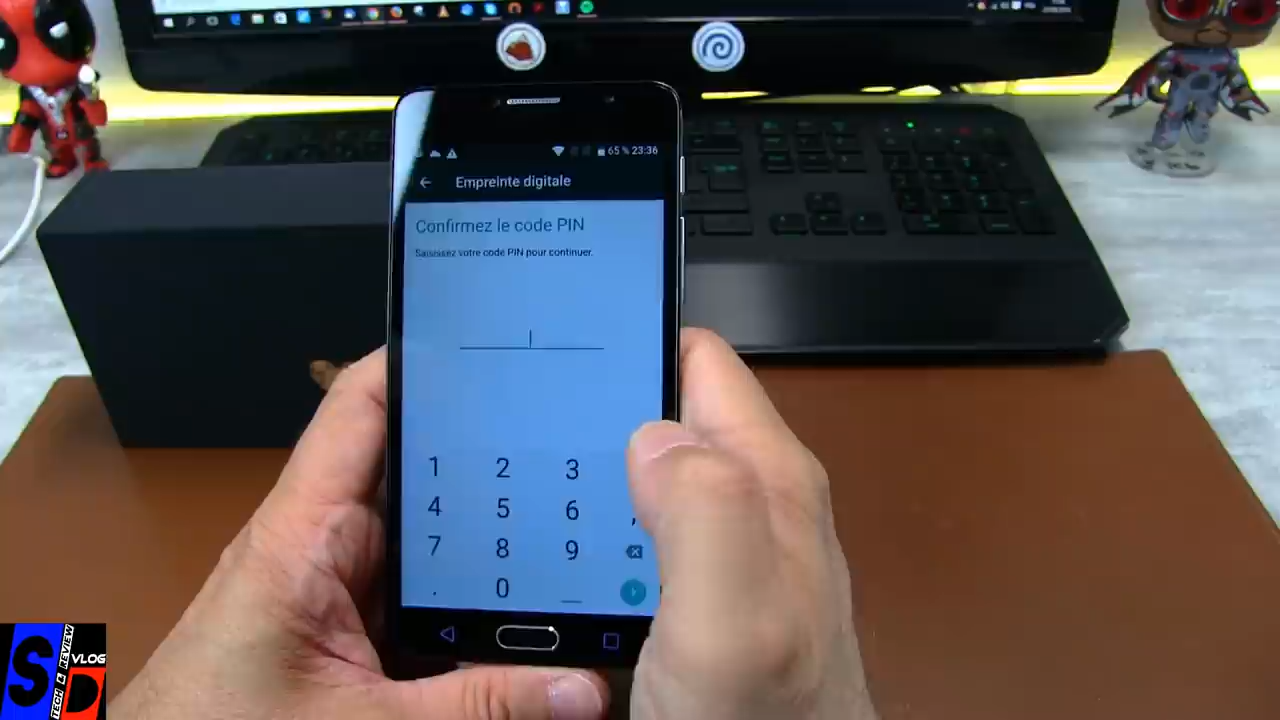 65 % 23:36
Empreinte digitale
Confirmez le code PIN
Saisissez votre code PIN pour continuer.
1 2 3
4 5 6 ,
7 8 9
. 0 _
SD
TECH & REVIEW
VLOG